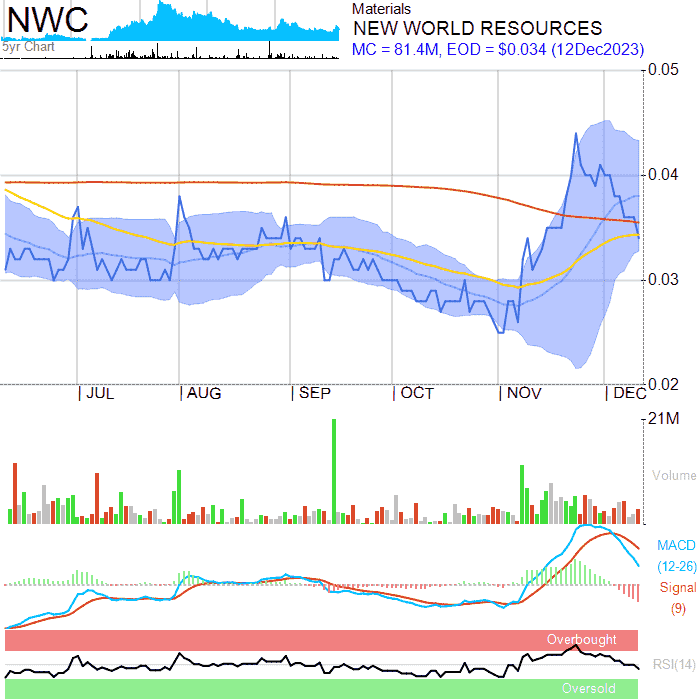 NWC
5yr Chart
Materials
NEW WORLD RESOURCES
MC = 81.4M, EOD = $0.034 (12Dec2023)
0.05
0.04
0.03
0.02
JUL
AUG
SEP
OCT
NOV
DEC
21M
Volume
MACD
(12-26)
Signal
(9)
Overbought
RSI(14)
Oversold